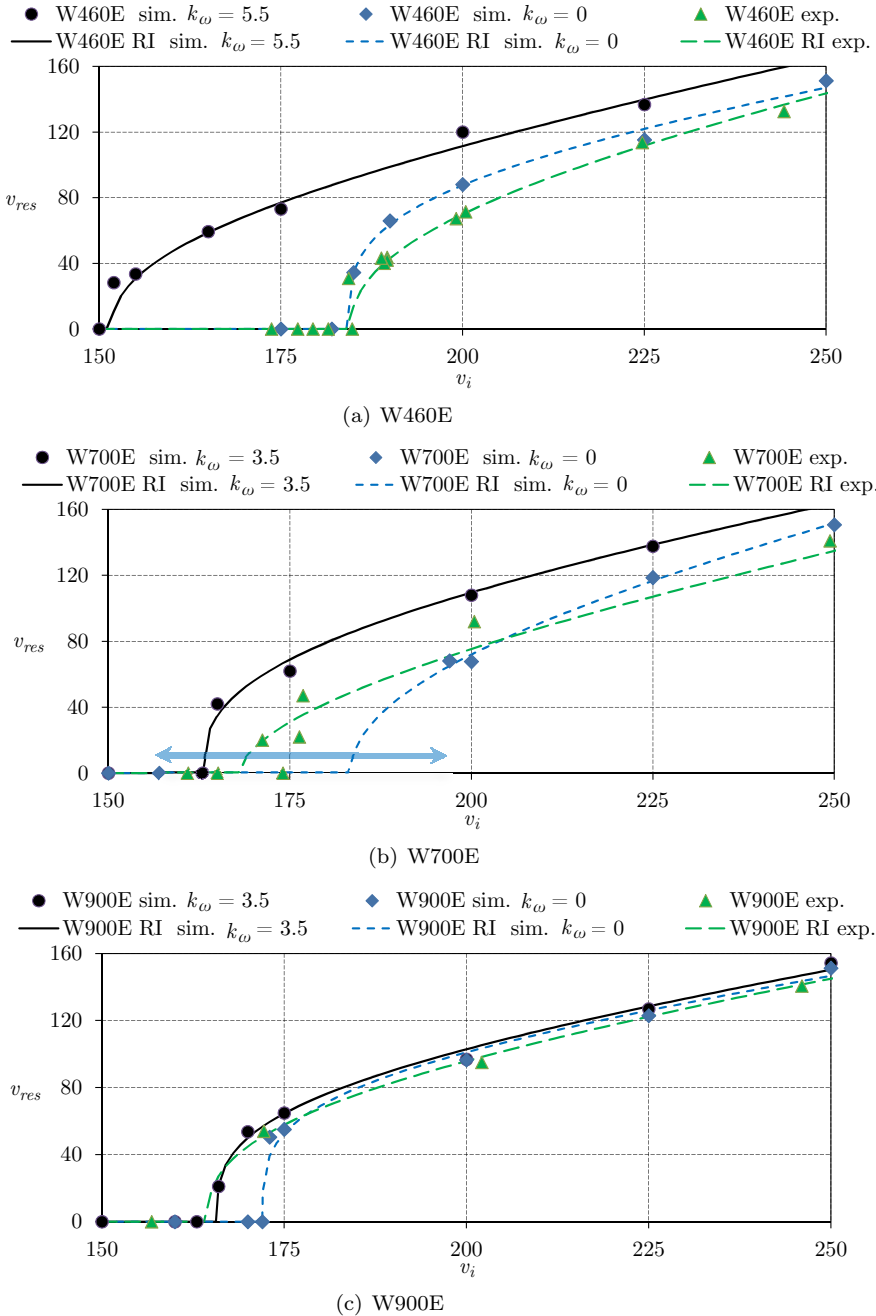 W460E sim. kω = 5.5 W460E sim. kω = 0 W460E exp.
W460E RI sim. kω = 5.5 W460E RI sim. kω = 0 W460E RI exp.
160
120
80
vres
40
0
150 175 200 225 250
vi
(a) W460E
W700E sim. kω = 3.5 W700E sim. kω = 0 W700E exp.
W700E RI sim. kω = 3.5 W700E RI sim. kω = 0 W700E RI exp.
160
120
80
vres
40
0
150 175 200 225 250
vi
(b) W700E
W900E sim. kω = 3.5 W900E sim. kω = 0 W900E exp.
W900E RI sim. kω = 3.5 W900E RI sim. kω = 0 W900E RI exp.
160
120
80
vres
40
0
150 175 200 225 250
vi
(c) W900E